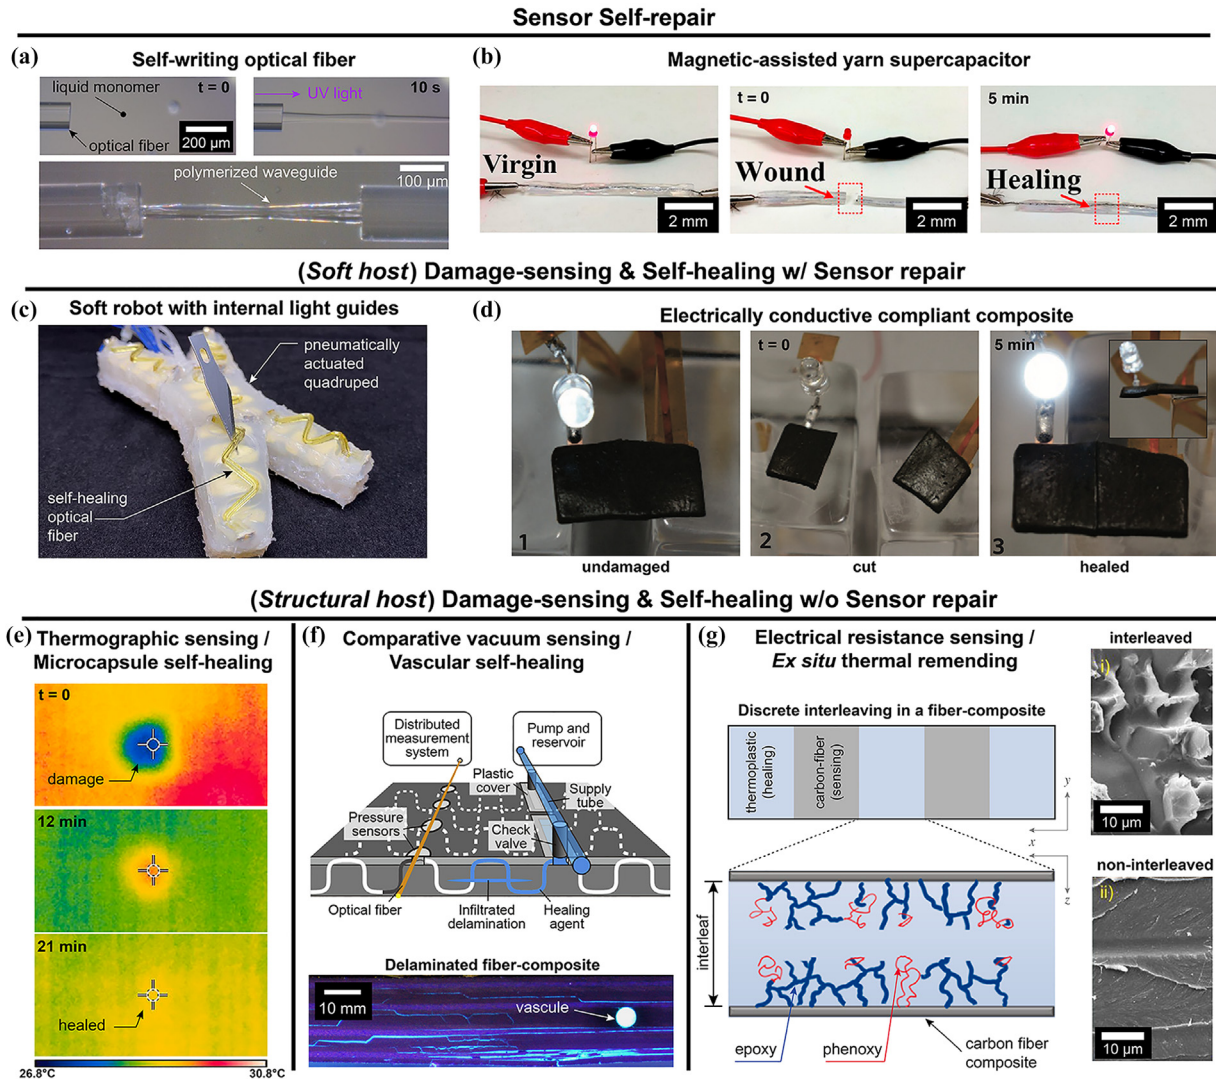 Sensor Self-repair
(a)
Self-writing optical fiber
liquid monomer
t = 0
optical fiber
200 µm
UV light
10 s
polymerized waveguide
100 µm
(b)
Magnetic-assisted yarn supercapacitor
Virgin
2 mm
t = 0
Wound
2 mm
5 min
Healing
2 mm
(Soft host) Damage-sensing & Self-healing w/ Sensor repair
(c)
Soft robot with internal light guides
pneumatically
actuated
quadruped
self-healing
optical
fiber
(d)
Electrically conductive compliant composite
1
undamaged
t = 0
2
cut
5 min
3
healed
(Structural host) Damage-sensing & Self-healing w/o Sensor repair
(e)
Thermographic sensing /
Microcapsule self-healing
t = 0
damage
12 min
21 min
healed
26.8°C
30.8°C
(f)
Comparative vacuum sensing /
Vascular self-healing
Distributed
measurement
system
Pump and
reservoir
Plastic
cover
Supply
tube
Pressure
sensors
Check
valve
Optical fiber
Infiltrated
delamination
Healing
agent
Delaminated fiber-composite
10 mm
vascule
(g)
Electrical resistance sensing /
Ex situ thermal remending
Discrete interleaving in a fiber-composite
thermoplastic
(healing)
carbon-fiber
(sensing)
y
x
z
interleaf
epoxy
phenoxy
carbon fiber
composite
interleaved
i)
10 µm
non-interleaved
ii)
10 µm